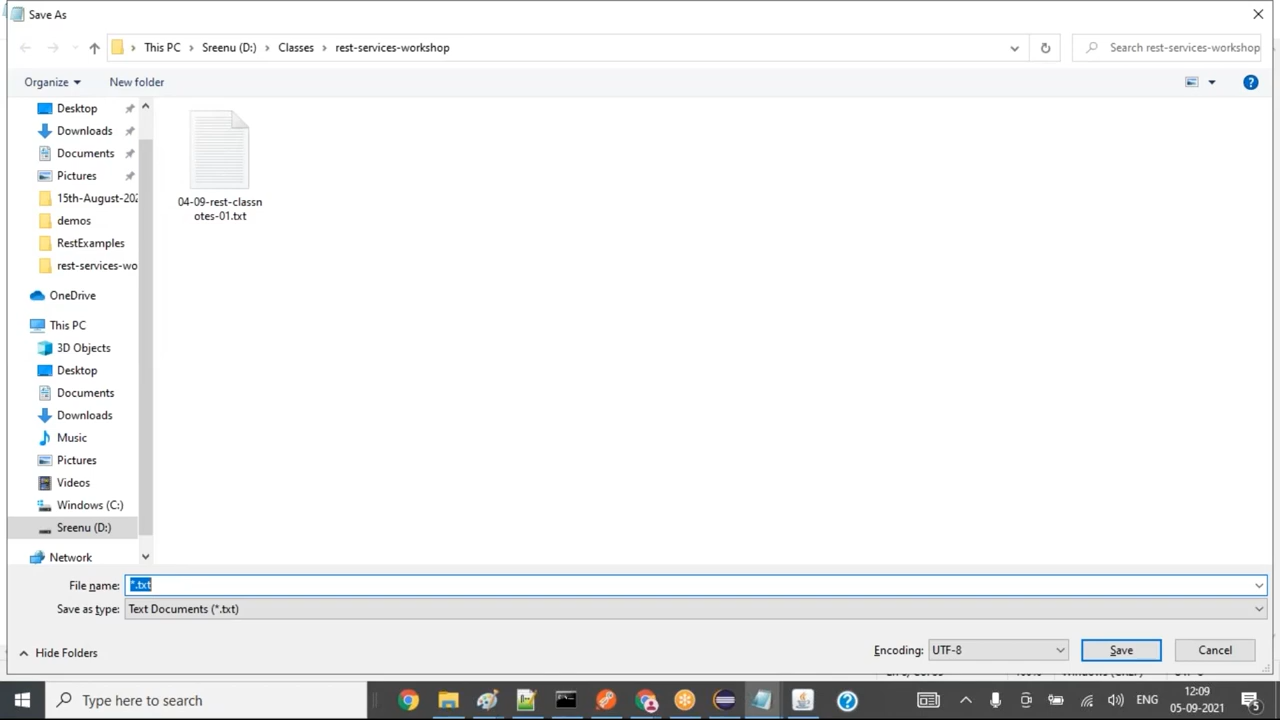 Save As
This PC
Sreenu (D:)
Classes
rest-services-workshop
Search rest-services-workshop
Organize
New folder
Desktop
Downloads
Documents
Pictures
15th-August-202
demos
RestExamples
rest-services-wo
OneDrive
This PC
3D Objects
Desktop
Documents
Downloads
Music
Pictures
Videos
Windows (C:)
Sreenu (D:)
Network
04-09-rest-classn
otes-01.txt
File name: *.txt
Save as type: Text Documents (*.txt)
Hide Folders
Encoding: UTF-8
Save
Cancel
Type here to search
ENG
12:09
05-09-2021
5